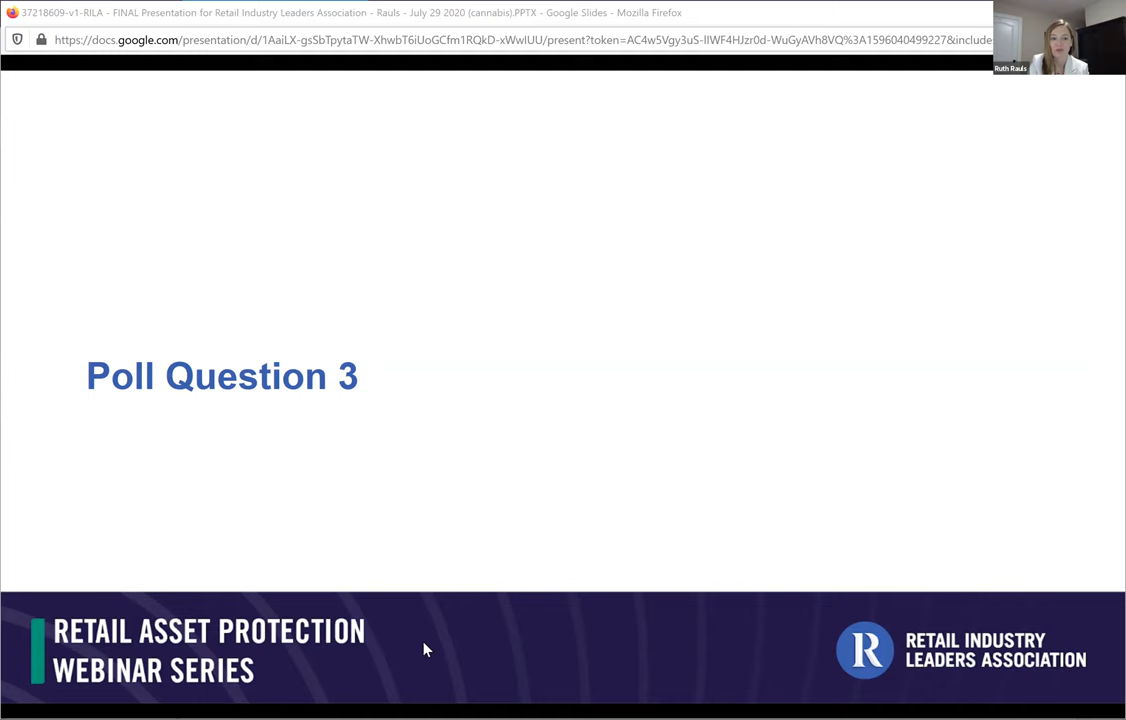 37218609-v1-RILA - FINAL Presentation for Retail Industry Leaders Association - Rauls - July 29 2020 (cannabis).PPTX - Google Slides - Mozilla Firefox
https://docs.google.com/presentation/d/1AaiLX-gsSbTpytaTW-XhwbT6iUoGCfm1RQkD-xWwIUU/present?token=AC4w5Vgy3uS-lIWF4HJzr0d-WuGyAVh8VQ%3A1596040499227&include
Ruth Rauls
Poll Question 3
RETAIL ASSET PROTECTION
WEBINAR SERIES
R
RETAIL INDUSTRY
LEADERS ASSOCIATION